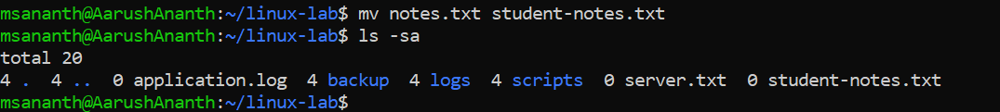 msananth@AarushAnanth:~/linux-lab$ mv notes.txt student-notes.txt
msananth@AarushAnanth:~/linux-lab$ ls -sa
total 20
4 .  4 ..  0 application.log  4 backup  4 logs  4 scripts  0 server.txt  0 student-notes.txt
msananth@AarushAnanth:~/linux-lab$